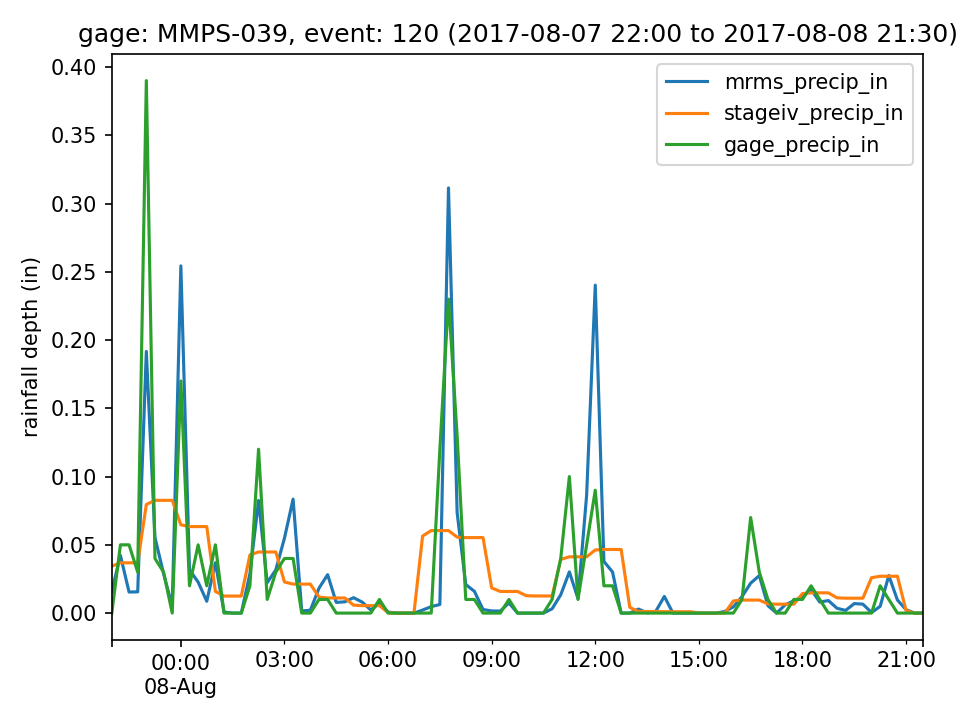 gage: MMPS-039, event: 120 (2017-08-07 22:00 to 2017-08-08 21:30)
mrms_precip_in
stageiv_precip_in
gage_precip_in
rainfall depth (in)
0.40
0.35
0.30
0.25
0.20
0.15
0.10
0.05
0.00
00:00 03:00 06:00 09:00 12:00 15:00 18:00 21:00
08-Aug